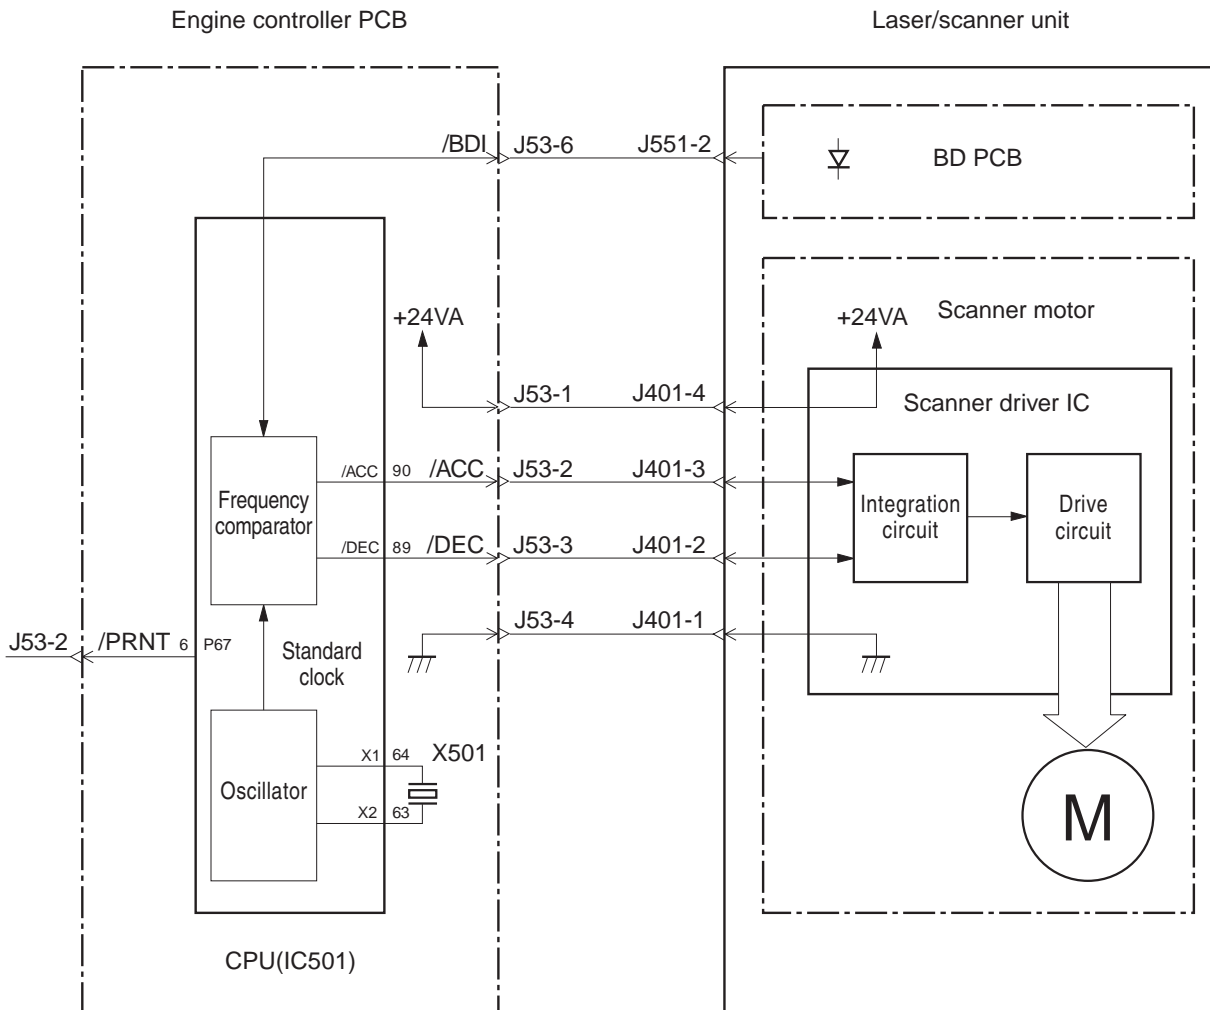 Engine controller PCB
Laser/scanner unit
/BDI
J53-6
J551-2
BD PCB
+24VA
+24VA
Scanner motor
J53-1
J401-4
Scanner driver IC
/ACC
90
/ACC
J53-2
J401-3
Frequency
comparator
Integration
circuit
Drive
circuit
/DEC
89
/DEC
J53-3
J401-2
J53-4
J401-1
J53-2
/PRNT
6
P67
Standard
clock
X1
64
X501
Oscillator
X2
63
M
CPU(IC501)